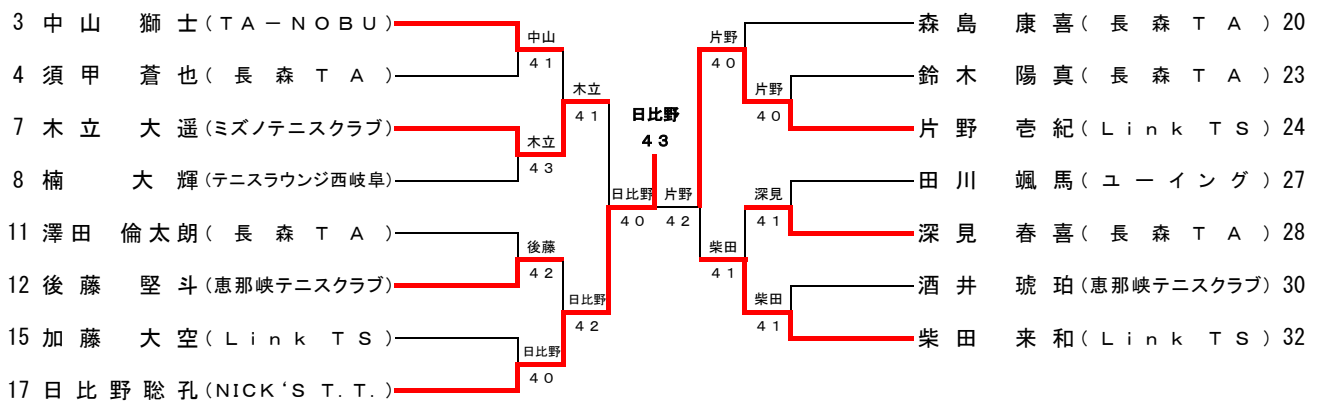 3 中山 獅士(TA－NOBU)
4 須甲 蒼也(長森TA)
7 木立 大遥(ミズノテニスクラブ)
8 楠 大輝(テニスラウンジ西岐阜)
11 澤田 倫太朗(長森TA)
12 後藤 堅斗(恵那峡テニスクラブ)
15 加藤 大空(Link TS)
17 日比野聡孔(NICK‘S T.T.)
中山
41
木立
43
後藤
42
日比野
40
木立
41
日比野
42
日比野
40
日比野
43
片野
42
片野
40
柴田
41
片野
40
深見
41
柴田
41
森島 康喜(長森TA) 20
鈴木 陽真(長森TA) 23
片野 壱紀(Link TS) 24
田川 颯馬(ユーイング) 27
深見 春喜(長森TA) 28
酒井 琥珀(恵那峡テニスクラブ) 30
柴田 来和(Link TS) 32